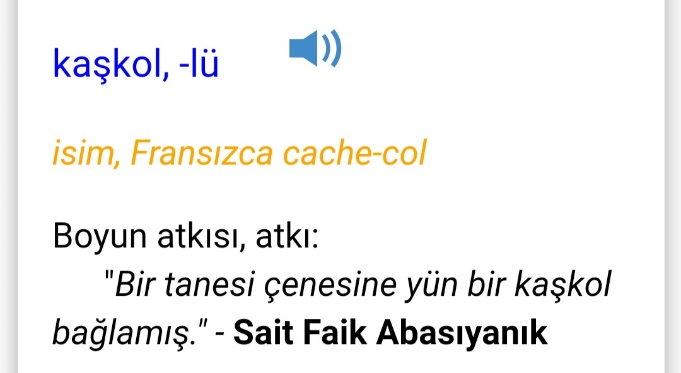 kaşkol, -lü
isim, Fransızca cache-col
Boyun atkısı, atkı:
"Bir tanesi çenesine yün bir kaşkol
bağlamış." - Sait Faik Abasıyanık